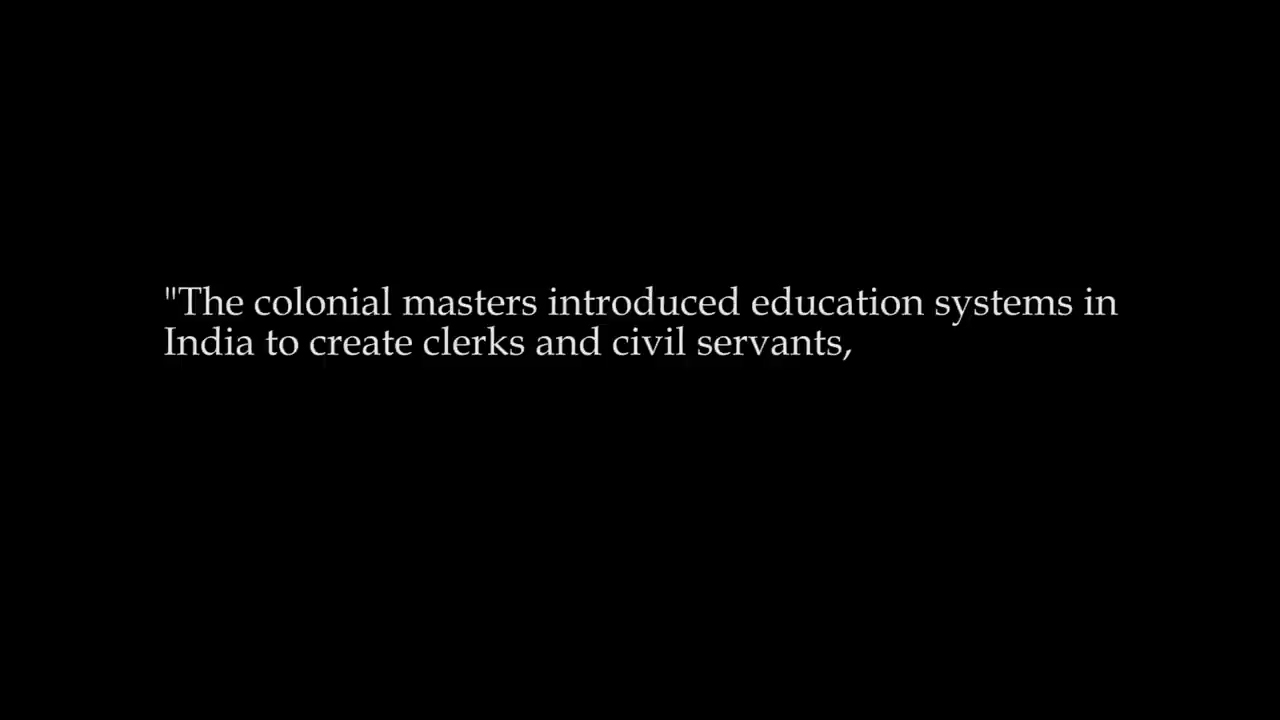 "The colonial masters introduced education systems in
India to create clerks and civil servants,